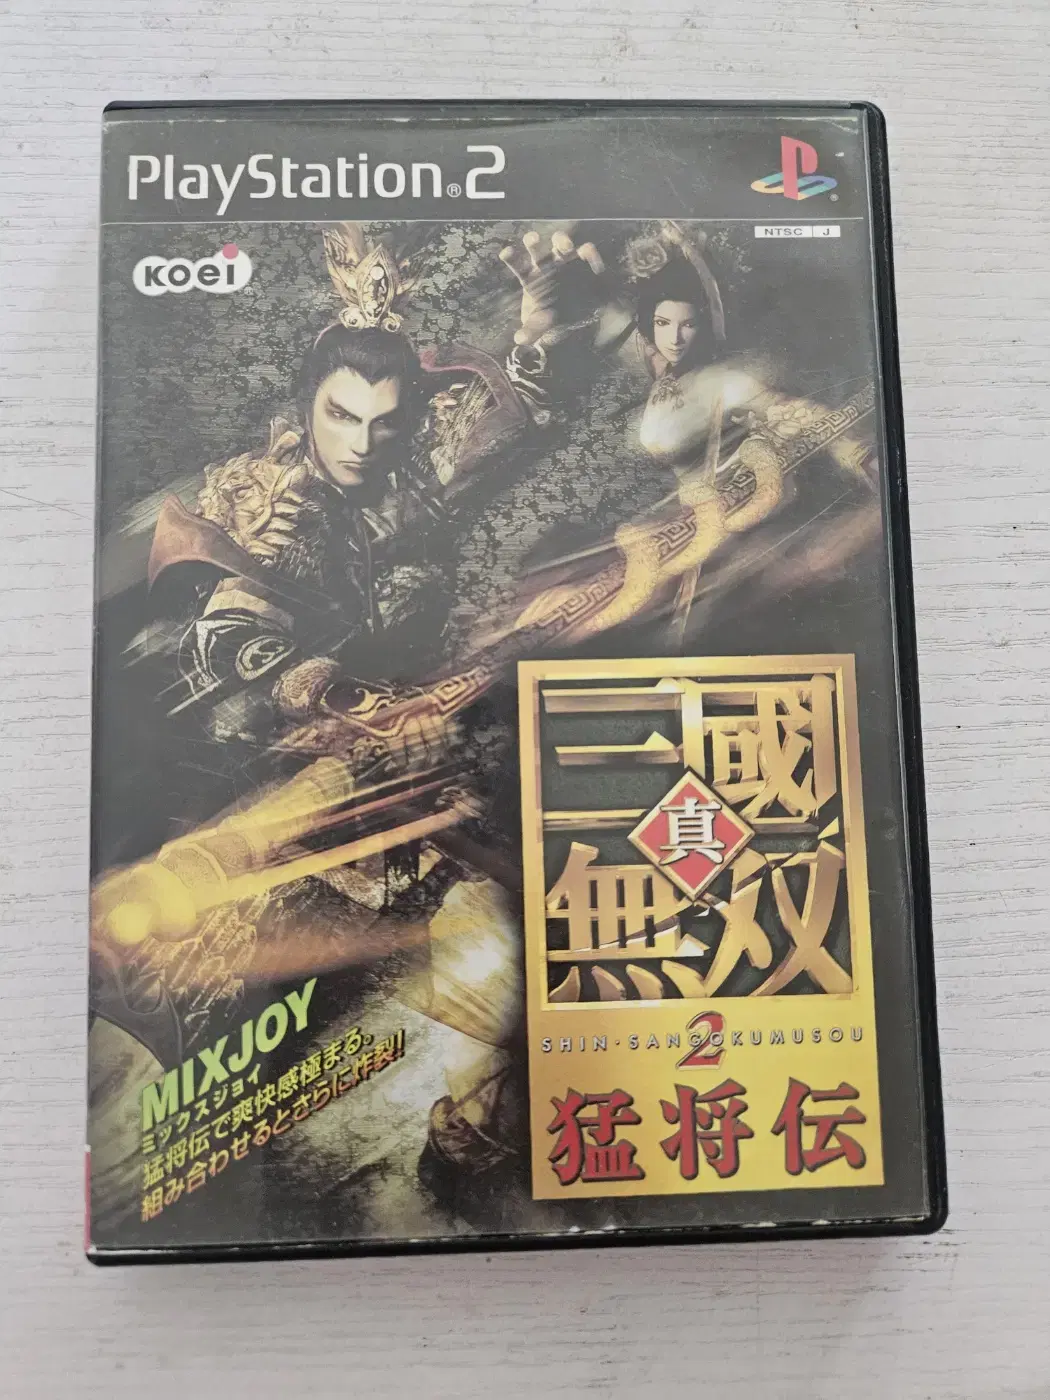 PlayStation®2
NTSC J
KOEI
三國
真
無双
2
SHIN・SANGOKUMUSOU
猛将伝
MIXJOY
ミックスジョイ
猛将伝で爽快感極まる。
組み合わせるとさらに炸裂!